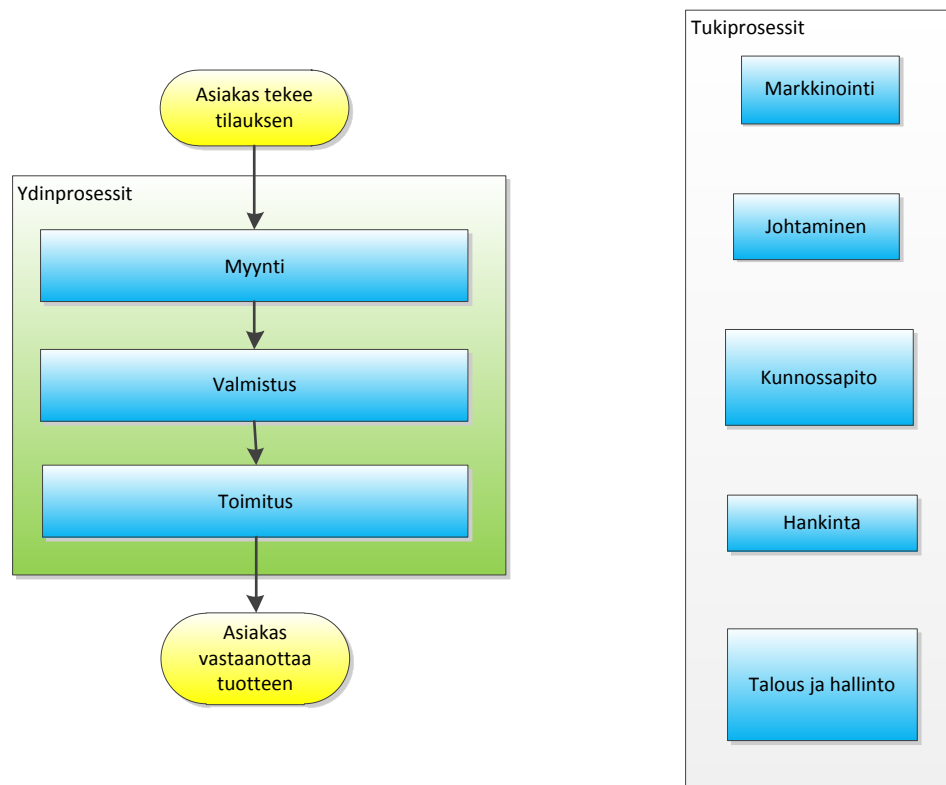 Asiakas tekee
tilauksen
Ydinprosessit
Myynti
Valmistus
Toimitus
Asiakas
vastaanottaa
tuotteen
Tukiprosessit
Markkinointi
Johtaminen
Kunnossapito
Hankinta
Talous ja hallinto